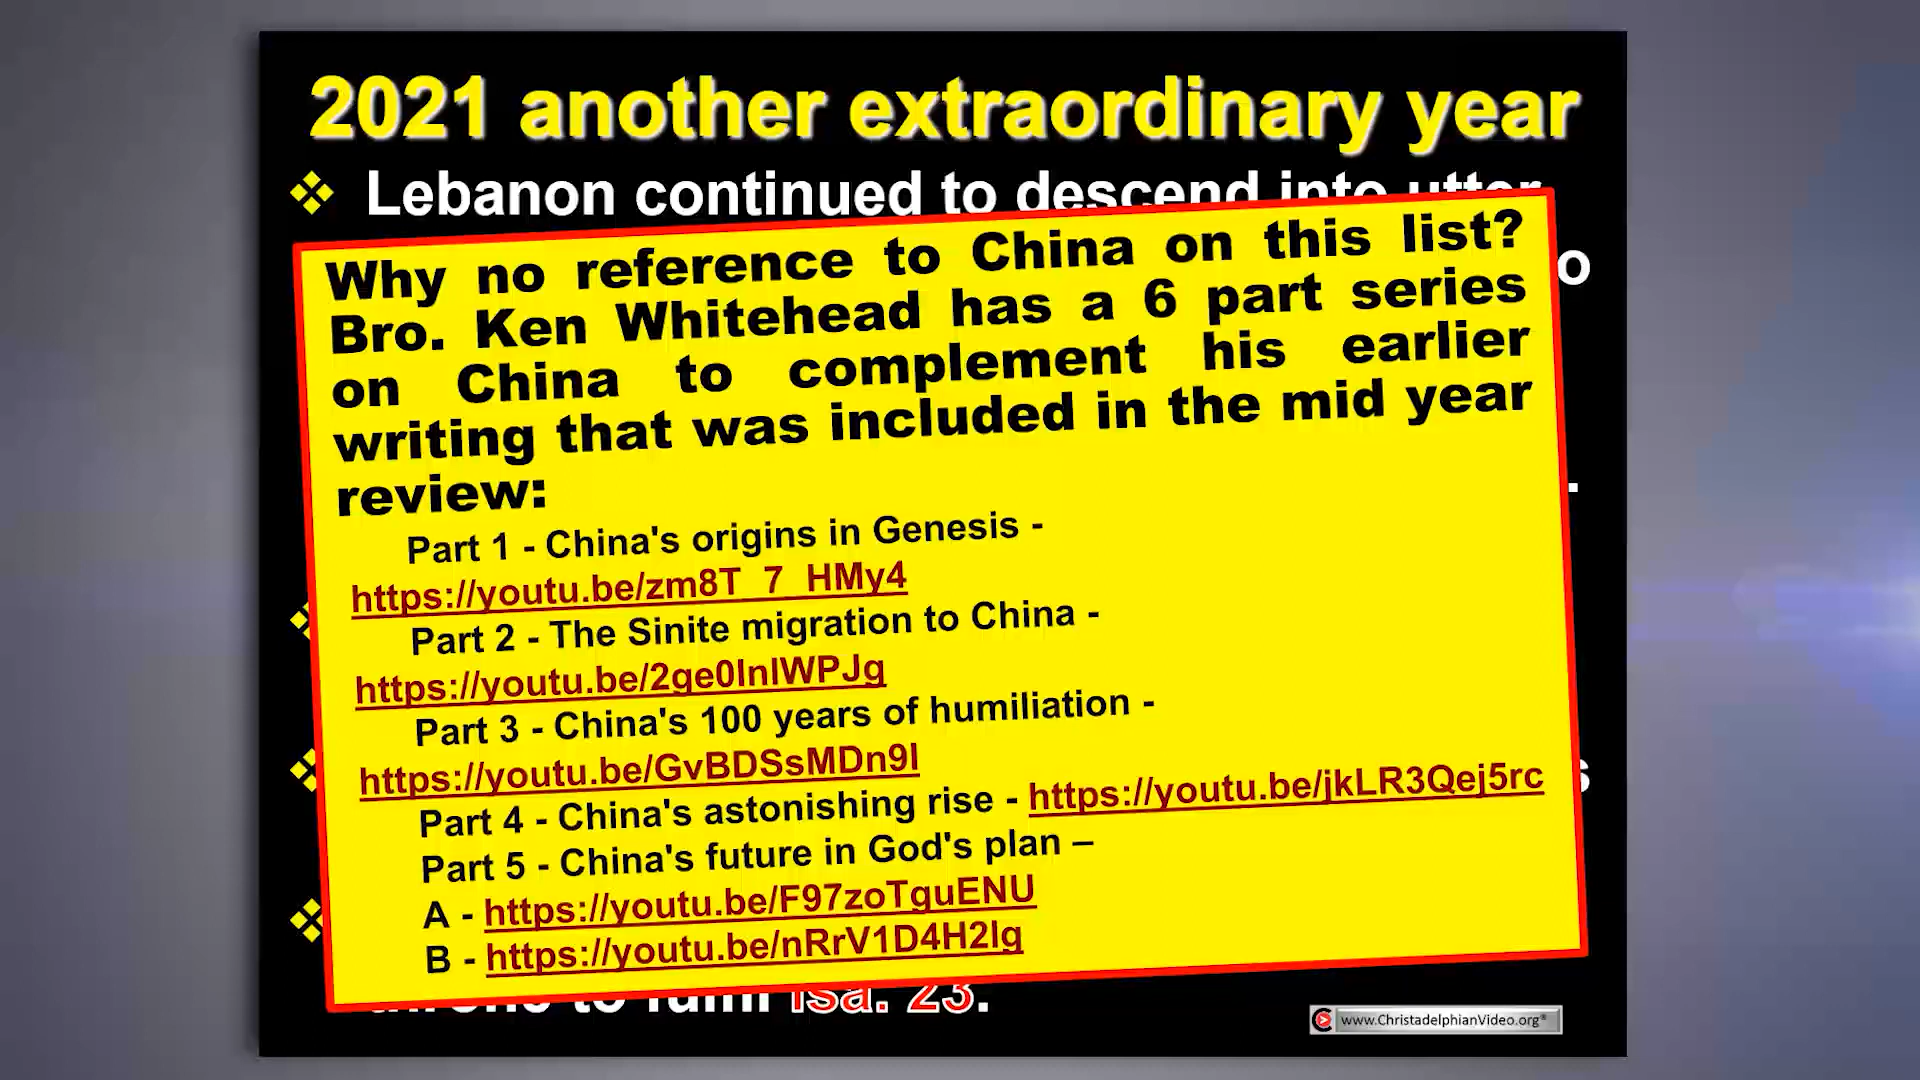 2021 another extraordinary year
Lebanon continued to descend into utter
Why no reference to China on this list?
Bro. Ken Whitehead has a 6 part series
on China to complement his earlier
writing that was included in the mid year
review:
Part 1 - China's origins in Genesis -
https://youtu.be/zm8T_7_HMy4
Part 2 - The Sinite migration to China -
https://youtu.be/2ge0InIWPJg
Part 3 - China's 100 years of humiliation -
https://youtu.be/GvBDSsMDn9I
Part 4 - China's astonishing rise - https://youtu.be/jkLR3Qej5rc
Part 5 - China's future in God's plan –
A - https://youtu.be/F97zoTguENU
B - https://youtu.be/nRrV1D4H2Ig
throne to fulfil Isa. 23.
www.ChristadelphianVideo.org®